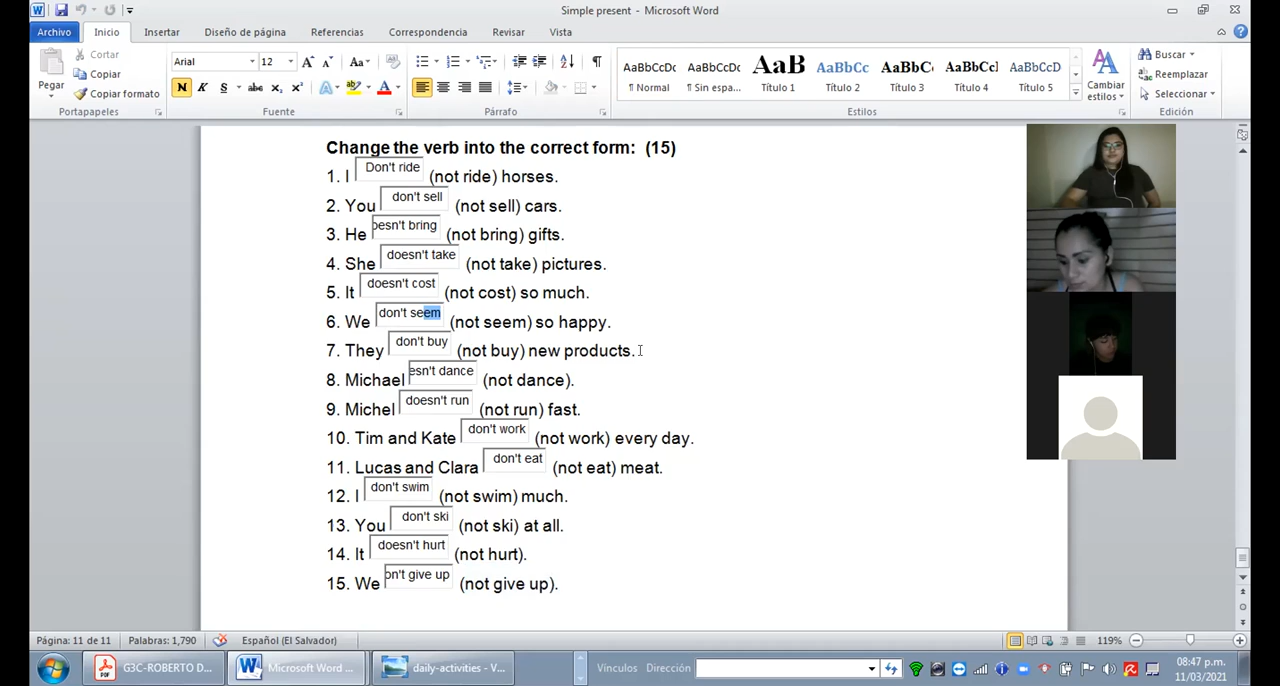 Simple present - Microsoft Word
Archivo Inicio Insertar Diseño de página Referencias Correspondencia Revisar Vista
Pegar
Cortar
Copiar
Copiar formato
Portapapeles
Arial 12
Fuente
Párrafo
AaBbCcDc AaBbCcDc AaB AaBbCc AaBbC AaBbCcI AaBbCcD
¶ Normal ¶ Sin espa... Título 1 Título 2 Título 3 Título 4 Título 5
Cambiar estilos
Estilos
Buscar
Reemplazar
Seleccionar
Edición
Change the verb into the correct form: (15)
1. I Don't ride (not ride) horses.
2. You don't sell (not sell) cars.
3. He oesn't bring (not bring) gifts.
4. She doesn't take (not take) pictures.
5. It doesn't cost (not cost) so much.
6. We don't seem (not seem) so happy.
7. They don't buy (not buy) new products.
8. Michael esn't dance (not dance).
9. Michel doesn't run (not run) fast.
10. Tim and Kate don't work (not work) every day.
11. Lucas and Clara don't eat (not eat) meat.
12. I don't swim (not swim) much.
13. You don't ski (not ski) at all.
14. It doesn't hurt (not hurt).
15. We on't give up (not give up).
Página: 11 de 11 Palabras: 1,790 Español (El Salvador) 119%
G3C-ROBERTO D... Microsoft Word ... daily-activities - V... Vínculos Dirección 08:47 p.m.
11/03/2021